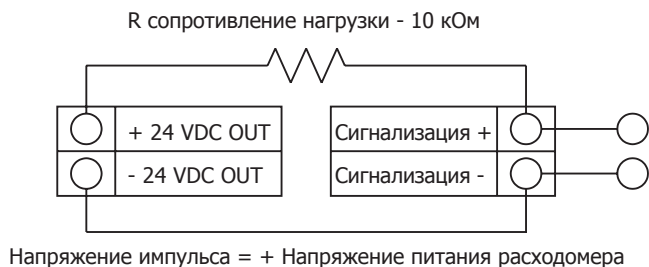 R сопротивление нагрузки - 10 кОм
+ 24 VDC OUT
Сигнализация +
- 24 VDC OUT
Сигнализация -
Напряжение импульса = + Напряжение питания расходомера